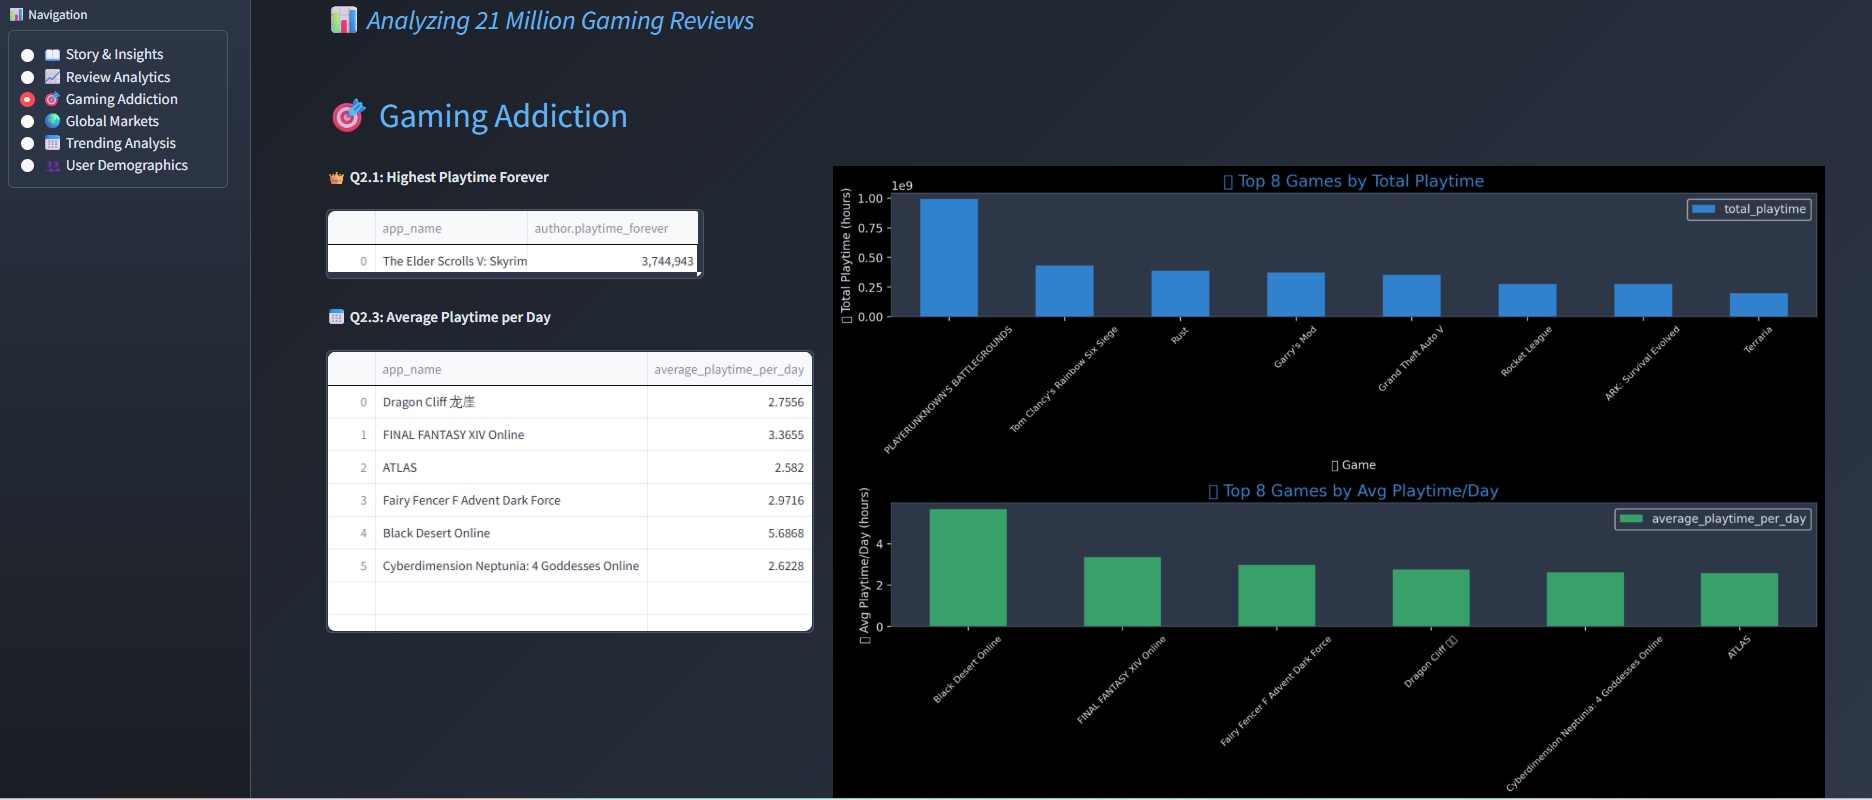 📊 Navigation
📖 Story & Insights
📈 Review Analytics
🎯 Gaming Addiction
🌍 Global Markets
📅 Trending Analysis
👥 User Demographics
📊 Analyzing 21 Million Gaming Reviews
🎯 Gaming Addiction
👑 Q2.1: Highest Playtime Forever
app_name author.playtime_forever
0 The Elder Scrolls V: Skyrim 3,744,943
📅 Q2.3: Average Playtime per Day
app_name average_playtime_per_day
0 Dragon Cliff 龙崖 2.7556
1 FINAL FANTASY XIV Online 3.3655
2 ATLAS 2.582
3 Fairy Fencer F Advent Dark Force 2.9716
4 Black Desert Online 5.6868
5 Cyberdimension Neptunia: 4 Goddesses Online 2.6228
▯ Top 8 Games by Total Playtime
1e9
1.00
0.75
0.50
0.25
0.00
▯ Total Playtime (hours)
total_playtime
PLAYERUNKNOWN'S BATTLEGROUNDS
Tom Clancy's Rainbow Six Siege
Rust
Garry's Mod
Grand Theft Auto V
Rocket League
ARK: Survival Evolved
Terraria
▯ Game
▯ Top 8 Games by Avg Playtime/Day
4
2
0
▯ Avg Playtime/Day (hours)
average_playtime_per_day
Black Desert Online
FINAL FANTASY XIV Online
Fairy Fencer F Advent Dark Force
Dragon Cliff ▯▯
Cyberdimension Neptunia: 4 Goddesses Online
ATLAS